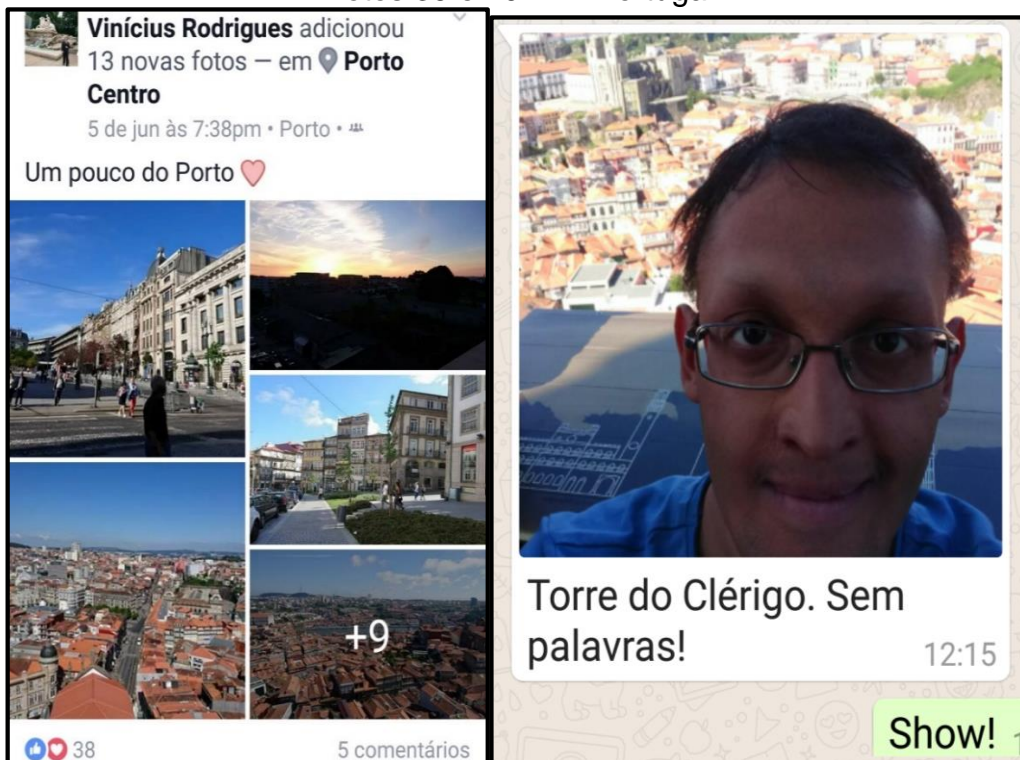 Vinícius Rodrigues adicionou
13 novas fotos — em Porto
Centro
5 de jun às 7:38pm • Porto •
Um pouco do Porto
+9
38
5 comentários
Torre do Clérigo. Sem
palavras!
12:15
Show!